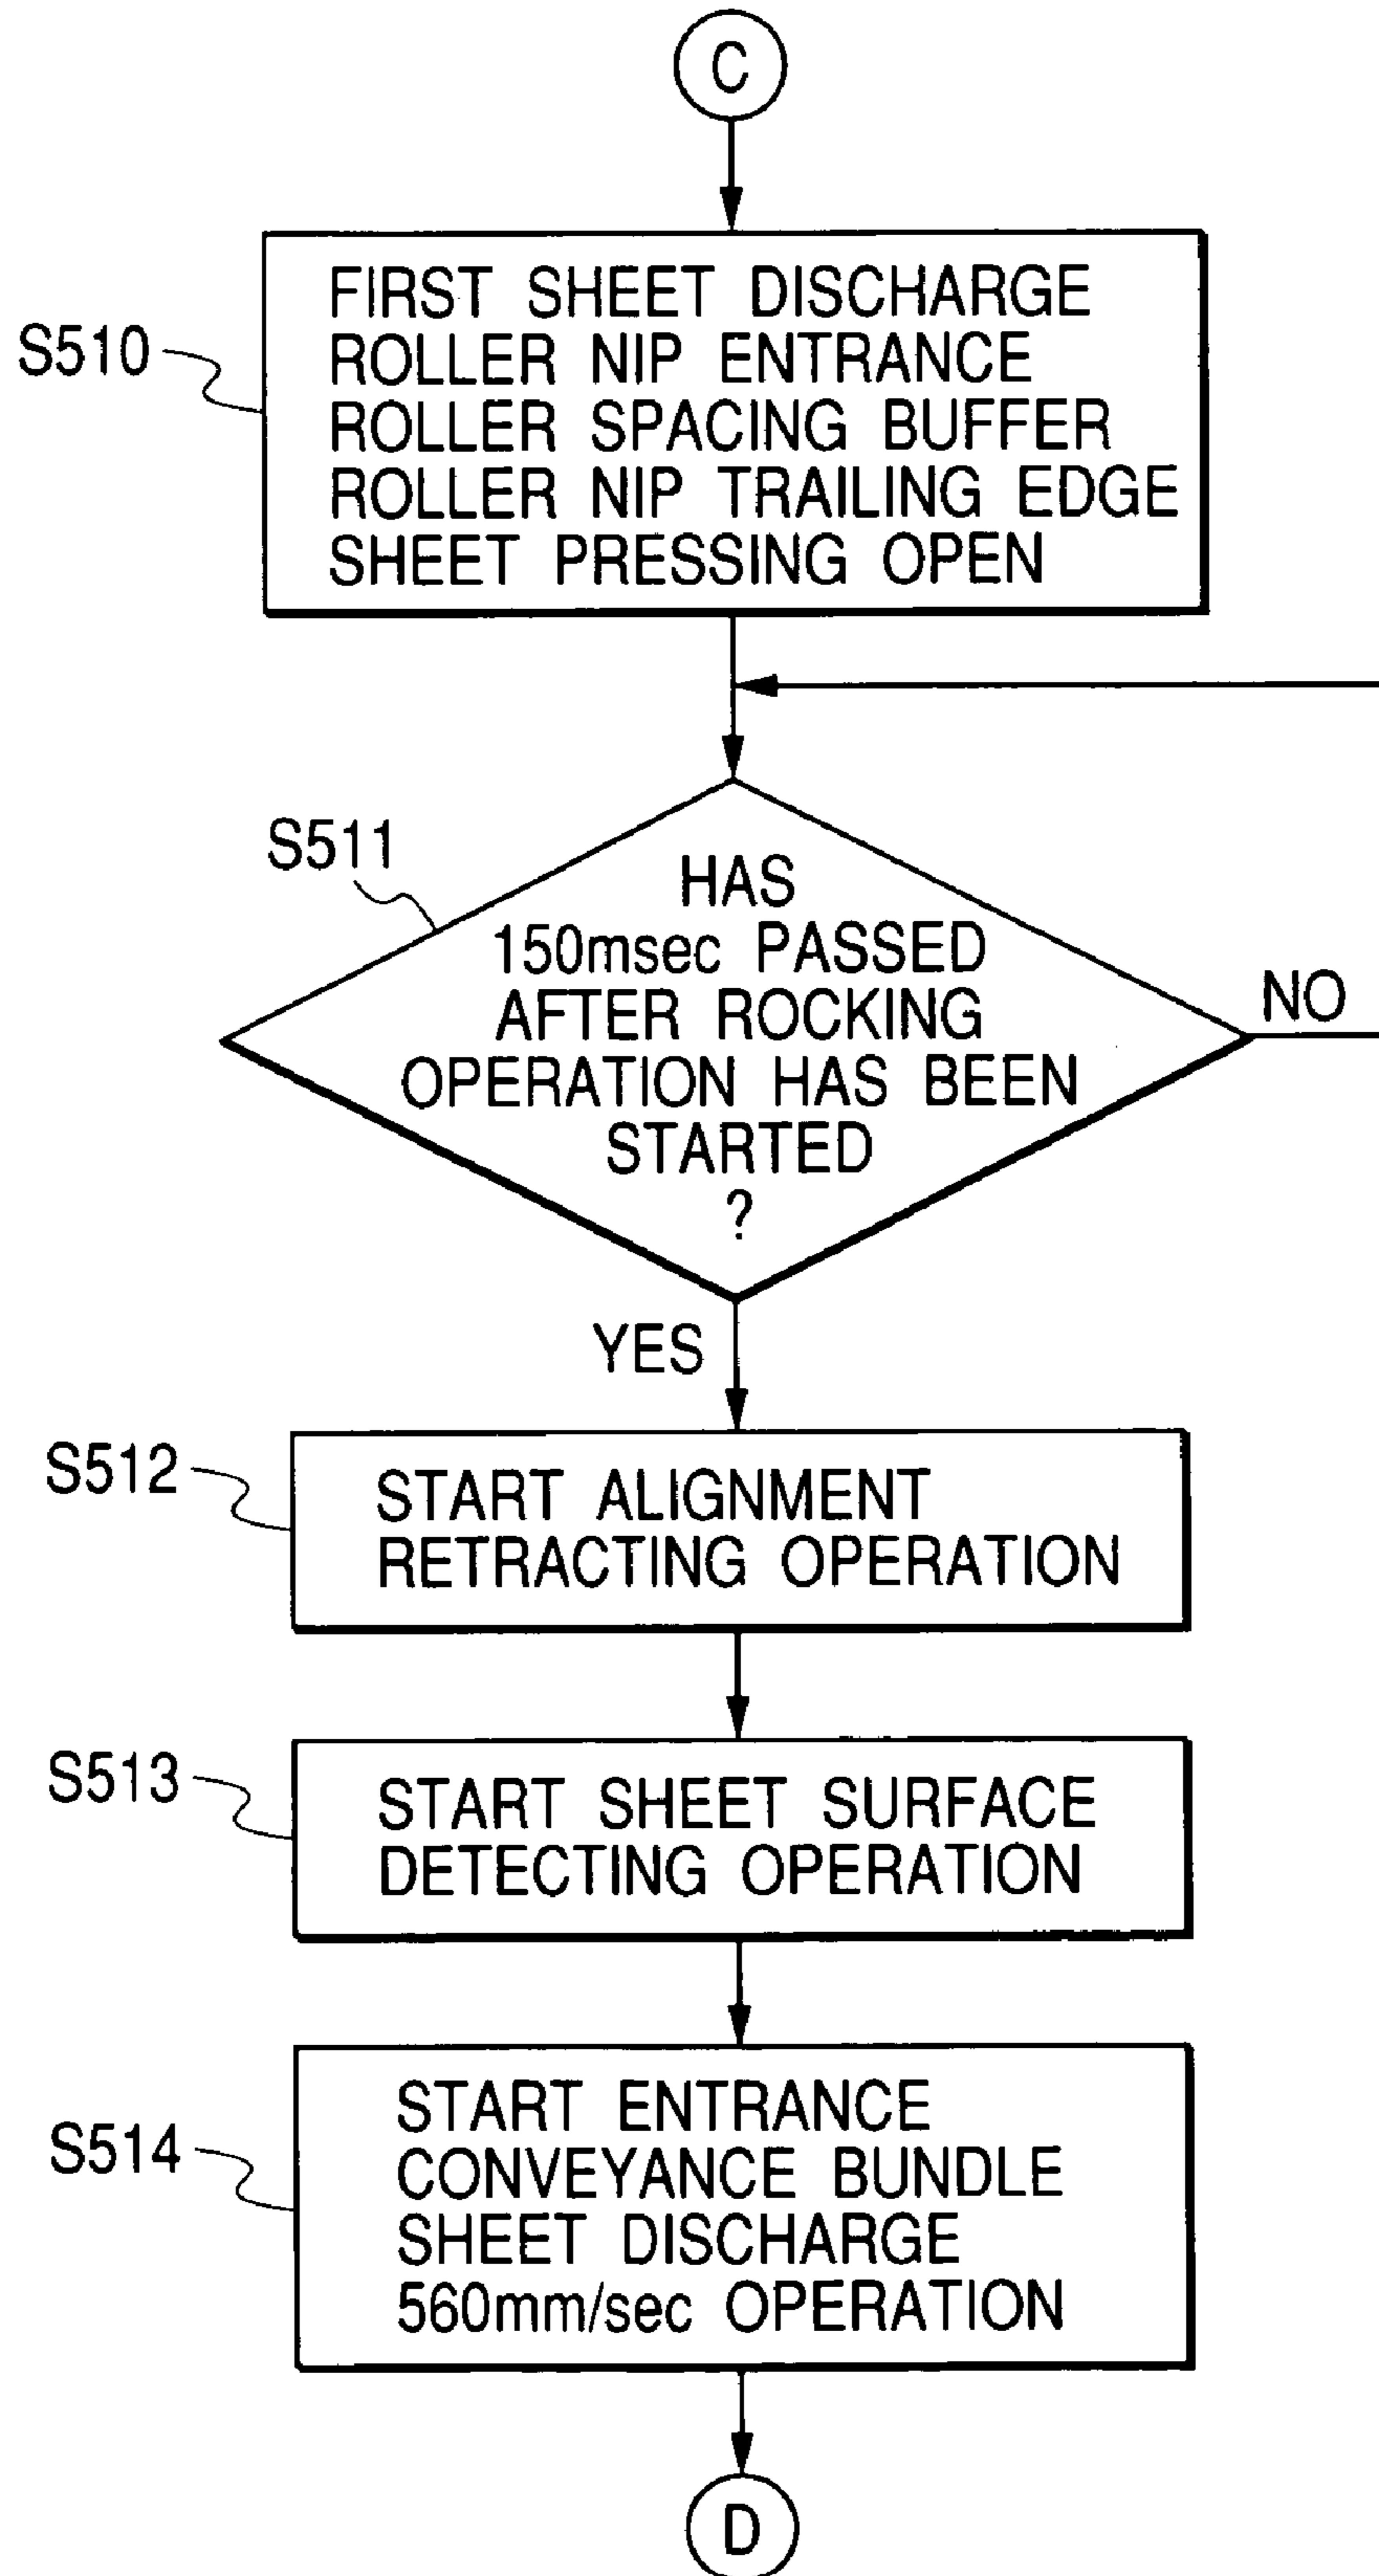 C
S510
FIRST SHEET DISCHARGE
ROLLER NIP ENTRANCE
ROLLER SPACING BUFFER
ROLLER NIP TRAILING EDGE
SHEET PRESSING OPEN
S511
HAS
150msec PASSED
AFTER ROCKING
OPERATION HAS BEEN
STARTED
?
NO
YES
S512
START ALIGNMENT
RETRACTING OPERATION
S513
START SHEET SURFACE
DETECTING OPERATION
S514
START ENTRANCE
CONVEYANCE BUNDLE
SHEET DISCHARGE
560mm/sec OPERATION
D